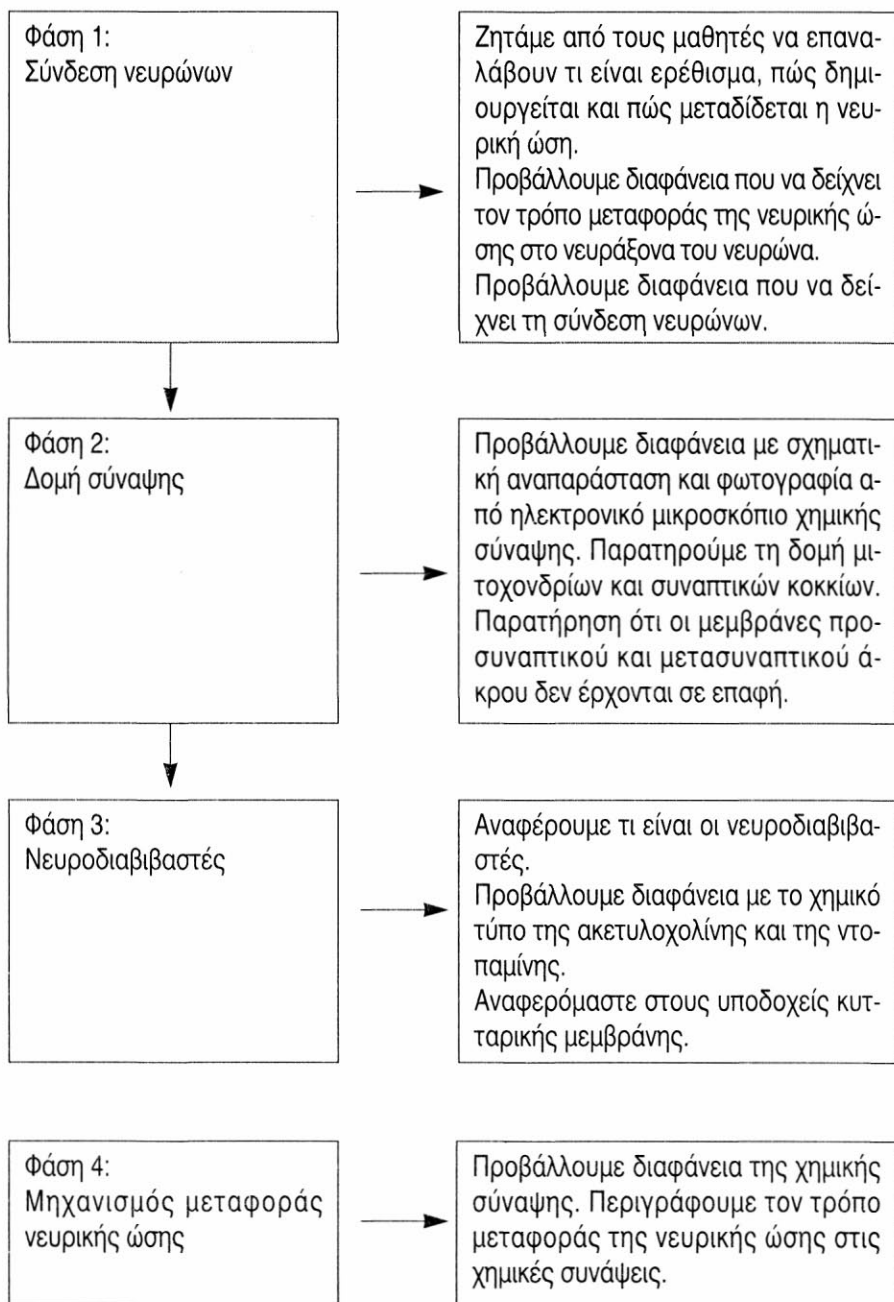 Φάση 1:
Σύνδεση νευρώνων
Ζητάμε από τους μαθητές να επανα-
λάβουν τι είναι ερέθισμα, πώς δημι-
ουργείται και πώς μεταδίδεται η νευ-
ρική ώση.
Προβάλλουμε διαφάνεια που να δείχνει
τον τρόπο μεταφοράς της νευρικής ώ-
σης στο νευράξονα του νευρώνα.
Προβάλλουμε διαφάνεια που να δεί-
χνει τη σύνδεση νευρώνων.
Φάση 2:
Δομή σύναψης
Προβάλλουμε διαφάνεια με σχηματι-
κή αναπαράσταση και φωτογραφία α-
πό ηλεκτρονικό μικροσκόπιο χημικής
σύναψης. Παρατηρούμε τη δομή μι-
τοχονδρίων και συναπτικών κοκκίων.
Παρατήρηση ότι οι μεμβράνες προ-
συναπτικού και μετασυναπτικού ά-
κρου δεν έρχονται σε επαφή.
Φάση 3:
Νευροδιαβιβαστές
Αναφέρουμε τι είναι οι νευροδιαβιβα-
στές.
Προβάλλουμε διαφάνεια με το χημικό
τύπο της ακετυλοχολίνης και της ντο-
παμίνης.
Αναφερόμαστε στους υποδοχείς κυτ-
ταρικής μεμβράνης.
Φάση 4:
Μηχανισμός μεταφοράς
νευρικής ώσης
Προβάλλουμε διαφάνεια της χημικής
σύναψης. Περιγράφουμε τον τρόπο
μεταφοράς της νευρικής ώσης στις
χημικές συνάψεις.